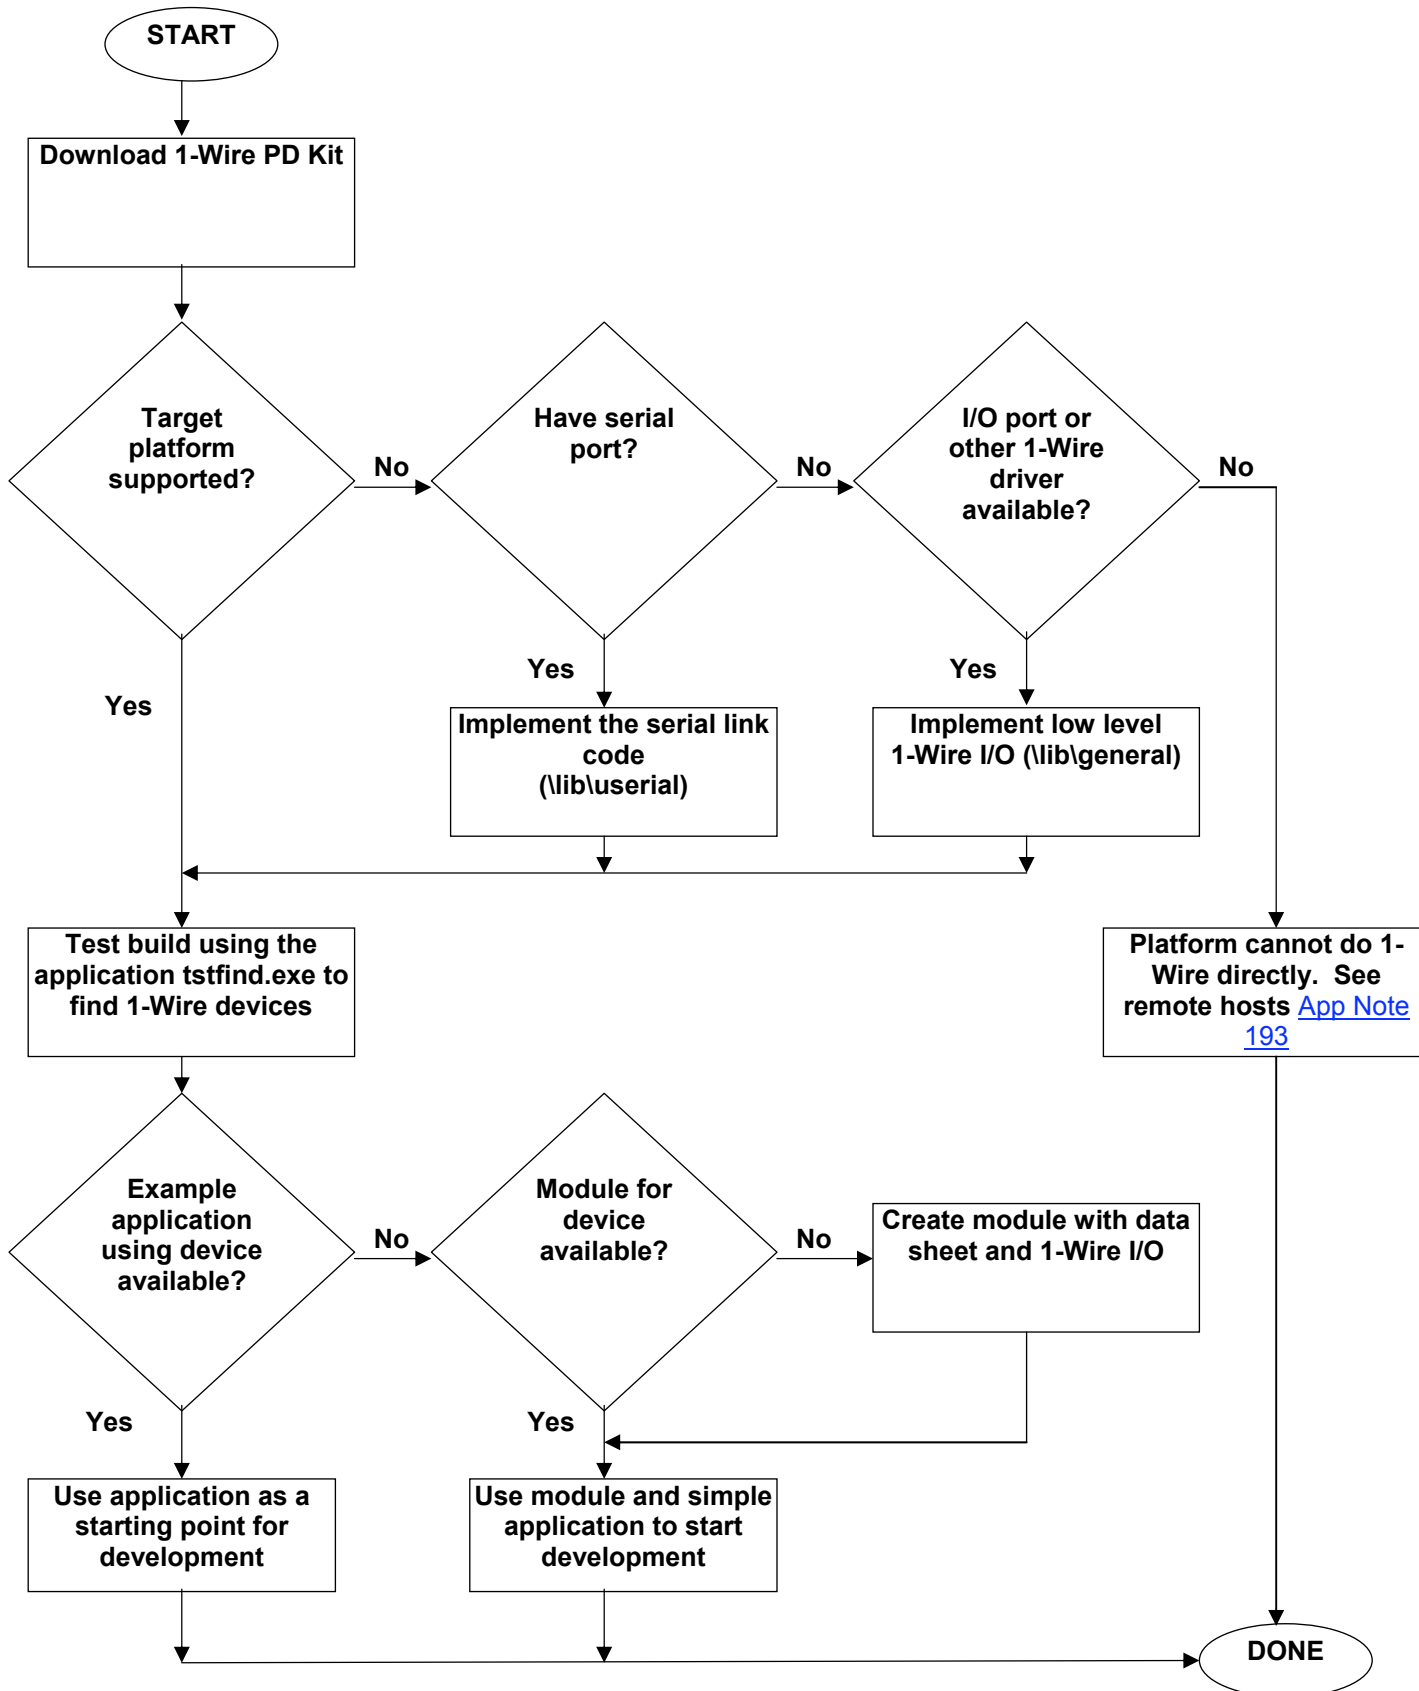 START
Download 1-Wire PD Kit
Target
platform
supported?
No
Have serial
port?
No
I/O port or
other 1-Wire
driver
available?
No
Yes
Yes
Yes
Implement the serial link
code
(\lib\userial)
Implement low level
1-Wire I/O (\lib\general)
Test build using the
application tstfind.exe to
find 1-Wire devices
Platform cannot do 1-
Wire directly.  See
remote hosts App Note
193
Example
application
using device
available?
No
Module for
device
available?
No
Create module with data
sheet and 1-Wire I/O
Yes
Yes
Use application as a
starting point for
development
Use module and simple
application to start
development
DONE